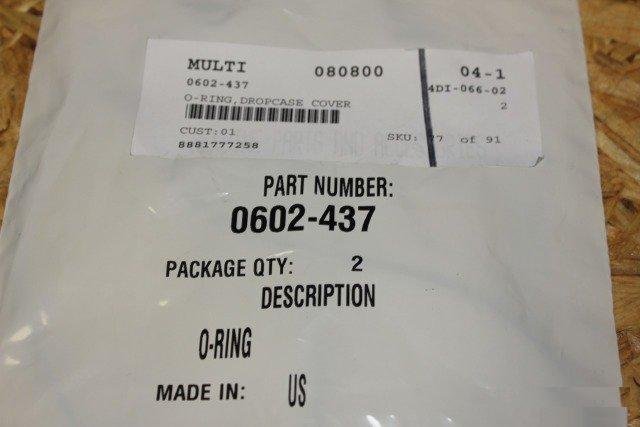 MULTI 080800 04-1
0602-437 4DI-066-02
O-RING,DROPCASE COVER 2
CUST:01 SKU: 77 of 91
8881777258
PART NUMBER:
0602-437
PACKAGE QTY: 2
DESCRIPTION
O-RING
MADE IN: US